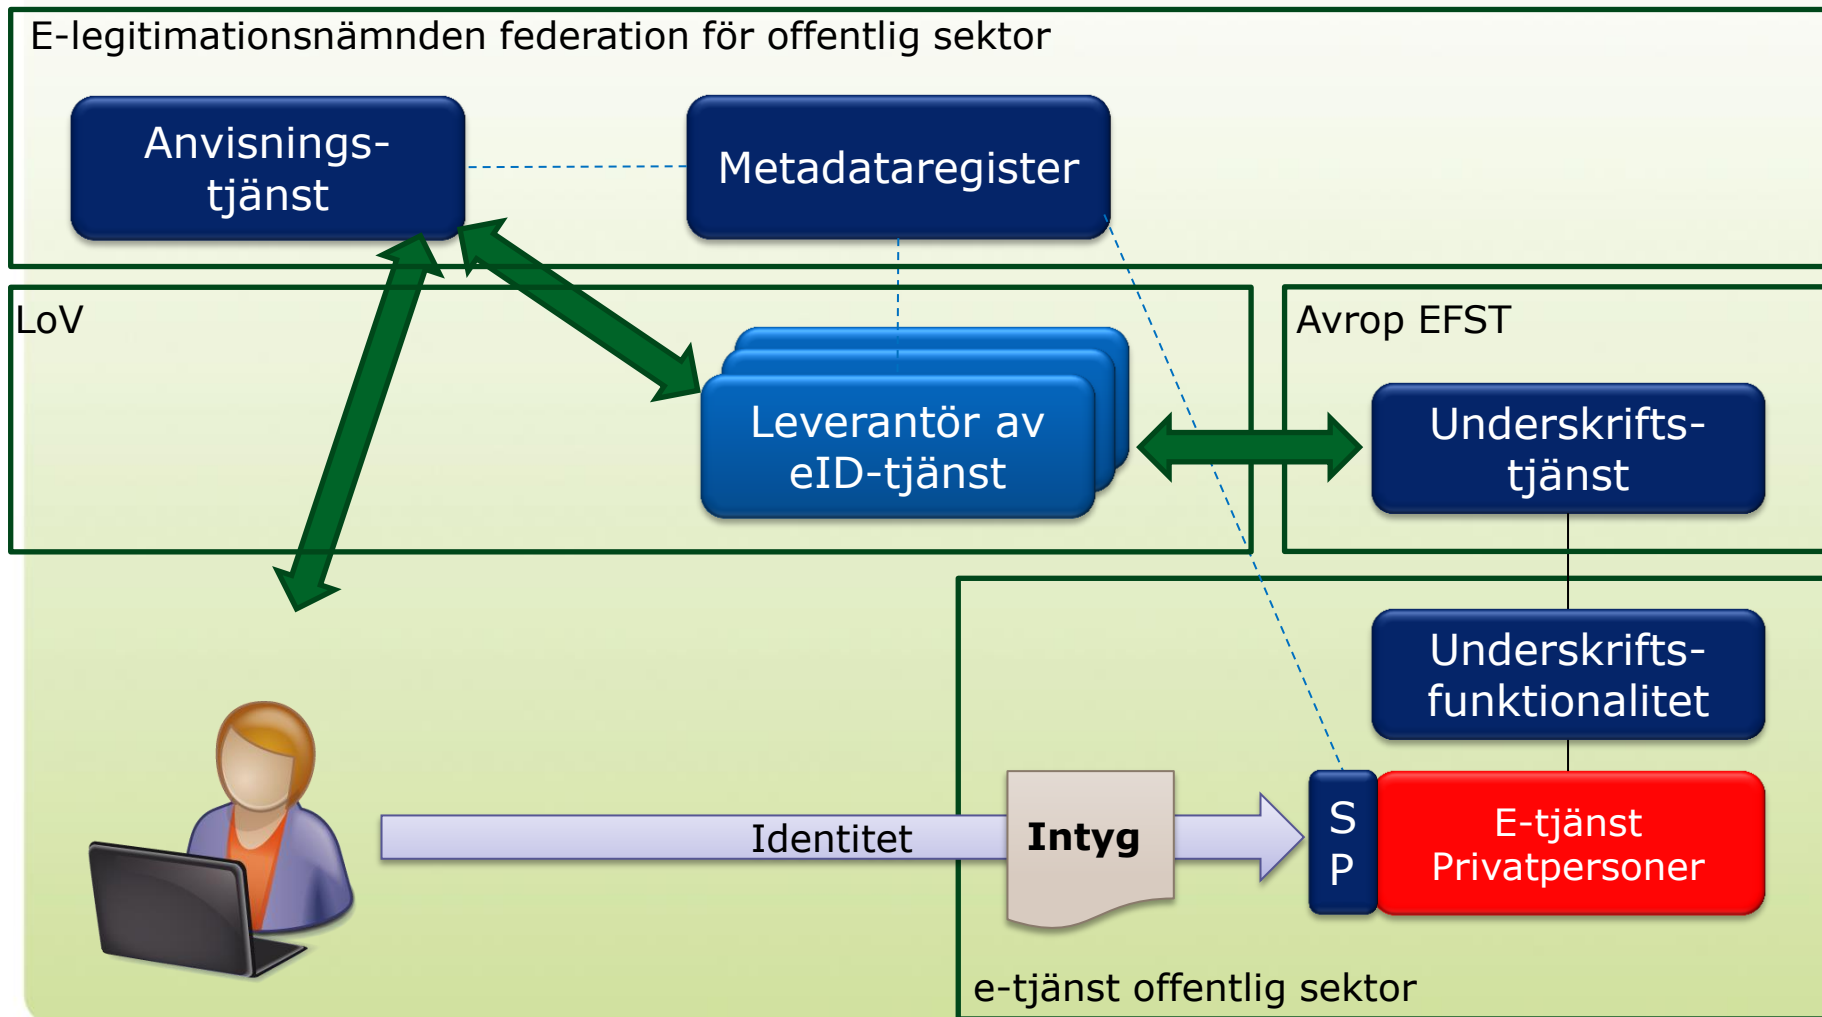 E-legitimationsnämnden federation för offentlig sektor
Anvisnings-
tjänst
Metadataregister
LoV
Avrop EFST
Leverantör av
eID-tjänst
Underskrifts-
tjänst
Underskrifts-
funktionalitet
Identitet
Intyg
S
P
E-tjänst
Privatpersoner
e-tjänst offentlig sektor